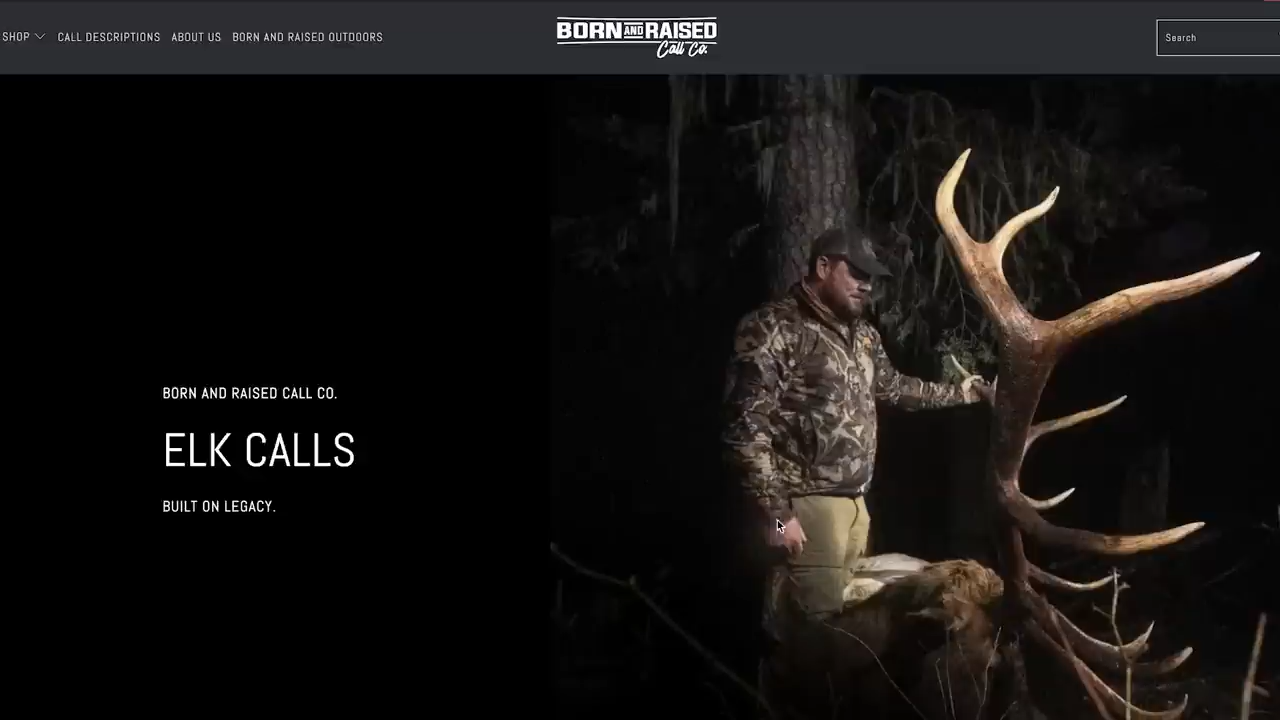 SHOP
CALL DESCRIPTIONS
ABOUT US
BORN AND RAISED OUTDOORS
BORN AND RAISED
Call Co.
Search
BORN AND RAISED CALL CO.
ELK CALLS
BUILT ON LEGACY.